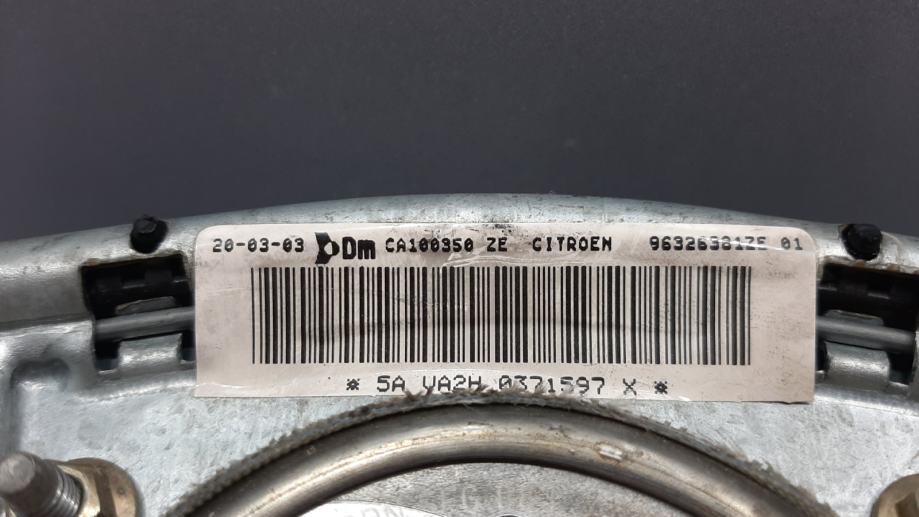 20-03-03 Dm CA100350 ZE CITROEN 96326381ZE 01
* 5A VA2H 0371597 X *